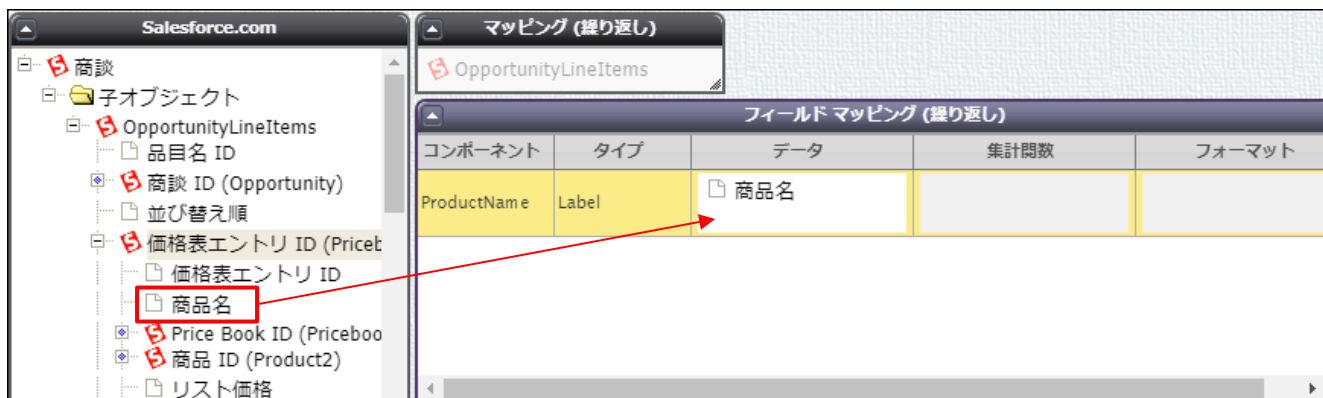 Salesforce.com
商談
子オブジェクト
OpportunityLineItems
品目名 ID
商談 ID (Opportunity)
並び替え順
価格表エントリ ID (Priceb
価格表エントリ ID
商品名
Price Book ID (Priceboo
商品 ID (Product2)
リスト価格
マッピング (繰り返し)
OpportunityLineItems
フィールド マッピング (繰り返し)
コンポーネント タイプ データ 集計関数 フォーマット
ProductName Label 商品名